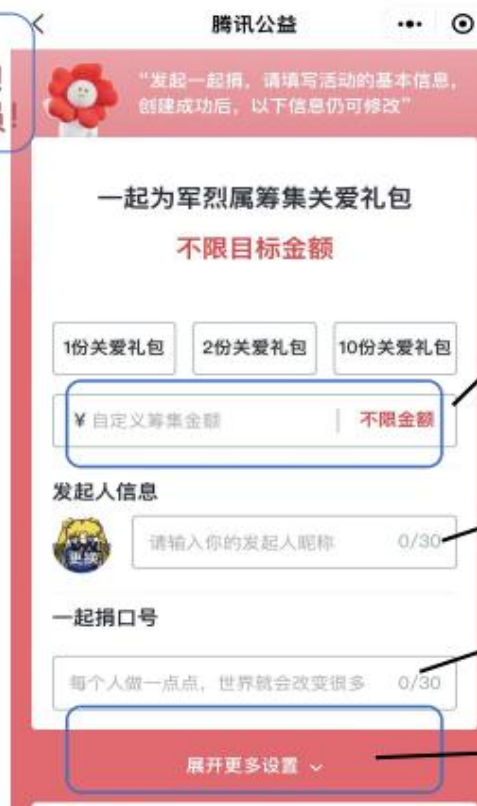 腾讯公益
“发起一起捐，请填写活动的基本信息，
创建成功后，以下信息仍可修改”
一起为军烈属筹集关爱礼包
不限目标金额
1份关爱礼包 2份关爱礼包 10份关爱礼包
¥ 自定义筹集金额 不限金额
发起人信息
更换
请输入你的发起人昵称 0/30
一起捐口号
每个人做一点点，世界就会改变很多 0/30
展开更多设置